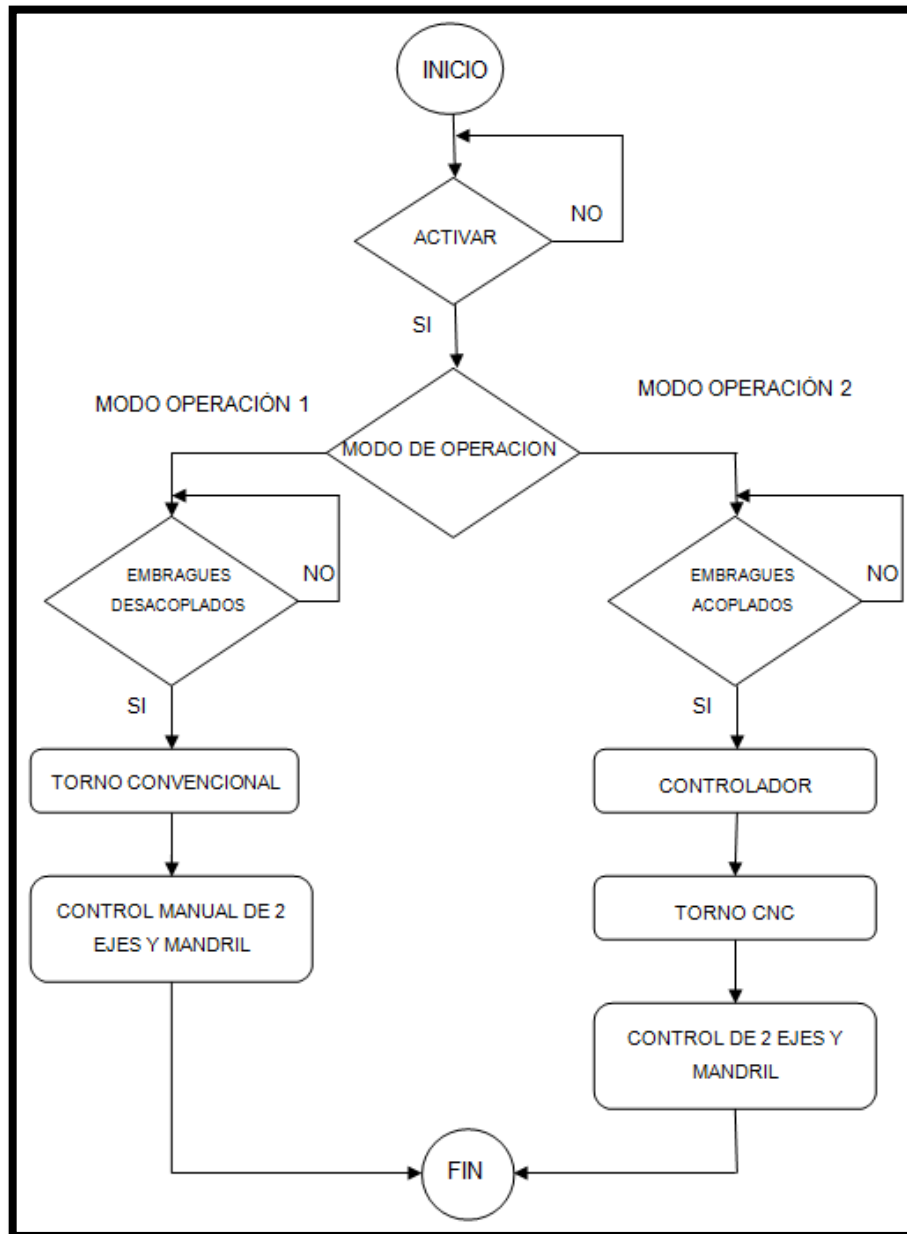 INICIO
NO
ACTIVAR
SI
MODO OPERACIÓN 1
MODO OPERACIÓN 2
MODO DE OPERACION
EMBRAGUES
DESACOPLADOS
NO
EMBRAGUES
ACOPLADOS
NO
SI
SI
TORNO CONVENCIONAL
CONTROLADOR
CONTROL MANUAL DE 2
EJES Y MANDRIL
TORNO CNC
CONTROL DE 2 EJES Y
MANDRIL
FIN